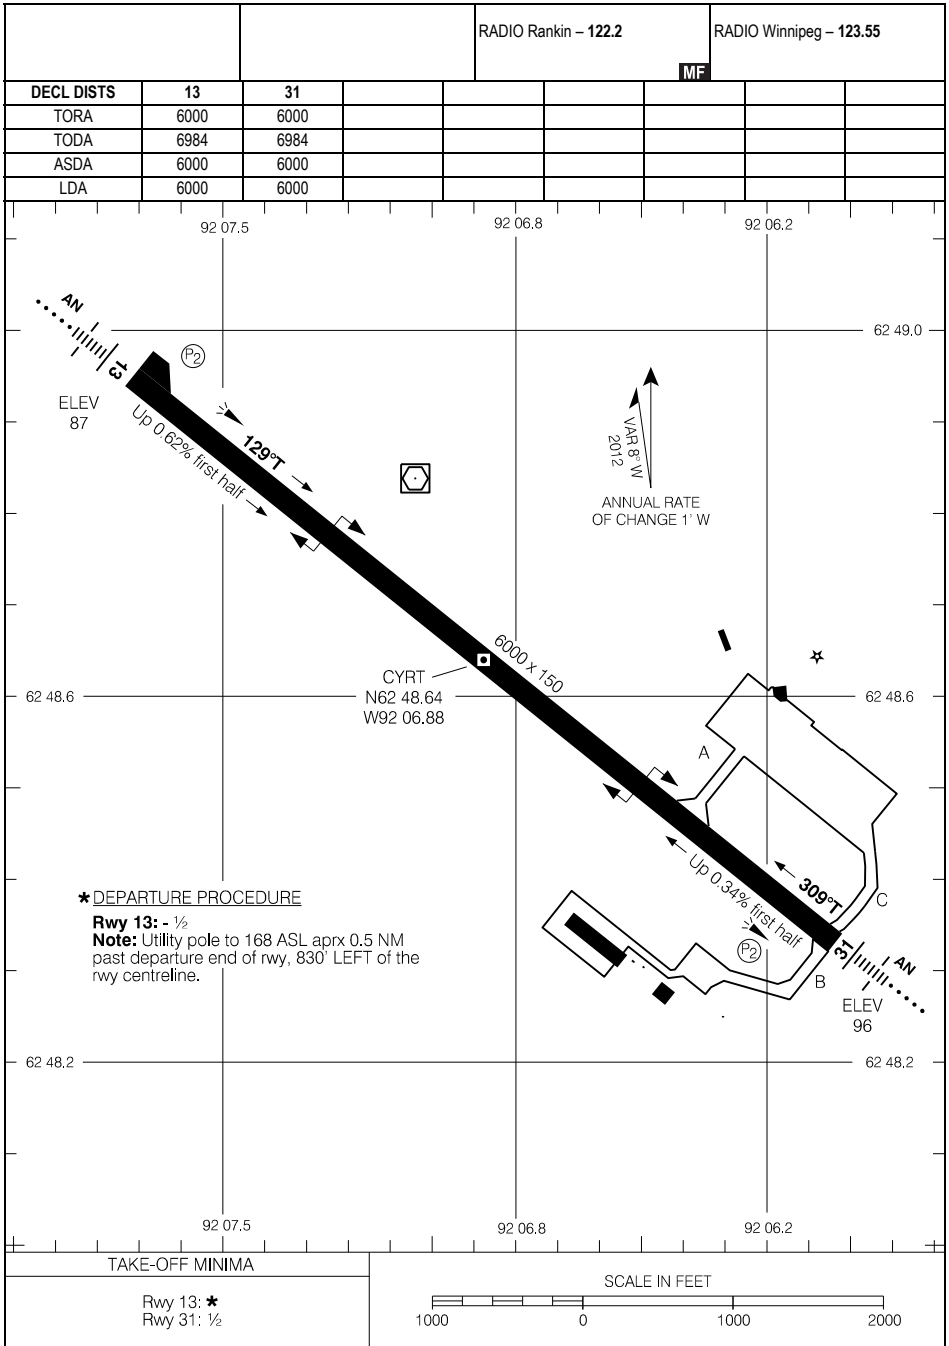 RADIO Rankin – 122.2
MF
RADIO Winnipeg – 123.55
DECL DISTS 13 31
TORA 6000 6000
TODA 6984 6984
ASDA 6000 6000
LDA 6000 6000
92 07.5 92 06.8 92 06.2
AN
62 49.0
13
P2
ELEV
87
Up 0.62% first half
129°T
VAR 8° W
2012
ANNUAL RATE
OF CHANGE 1' W
6000 x 150
CYRT
N62 48.64
W92 06.88
62 48.6 62 48.6
A
Up 0.34% first half
309°T
C
* DEPARTURE PROCEDURE
Rwy 13: - ½
Note: Utility pole to 168 ASL aprx 0.5 NM
past departure end of rwy, 830' LEFT of the
rwy centreline.
P2
31
AN
B
ELEV
96
62 48.2 62 48.2
92 07.5 92 06.8 92 06.2
TAKE-OFF MINIMA
Rwy 13: *
Rwy 31: ½
SCALE IN FEET
1000 0 1000 2000